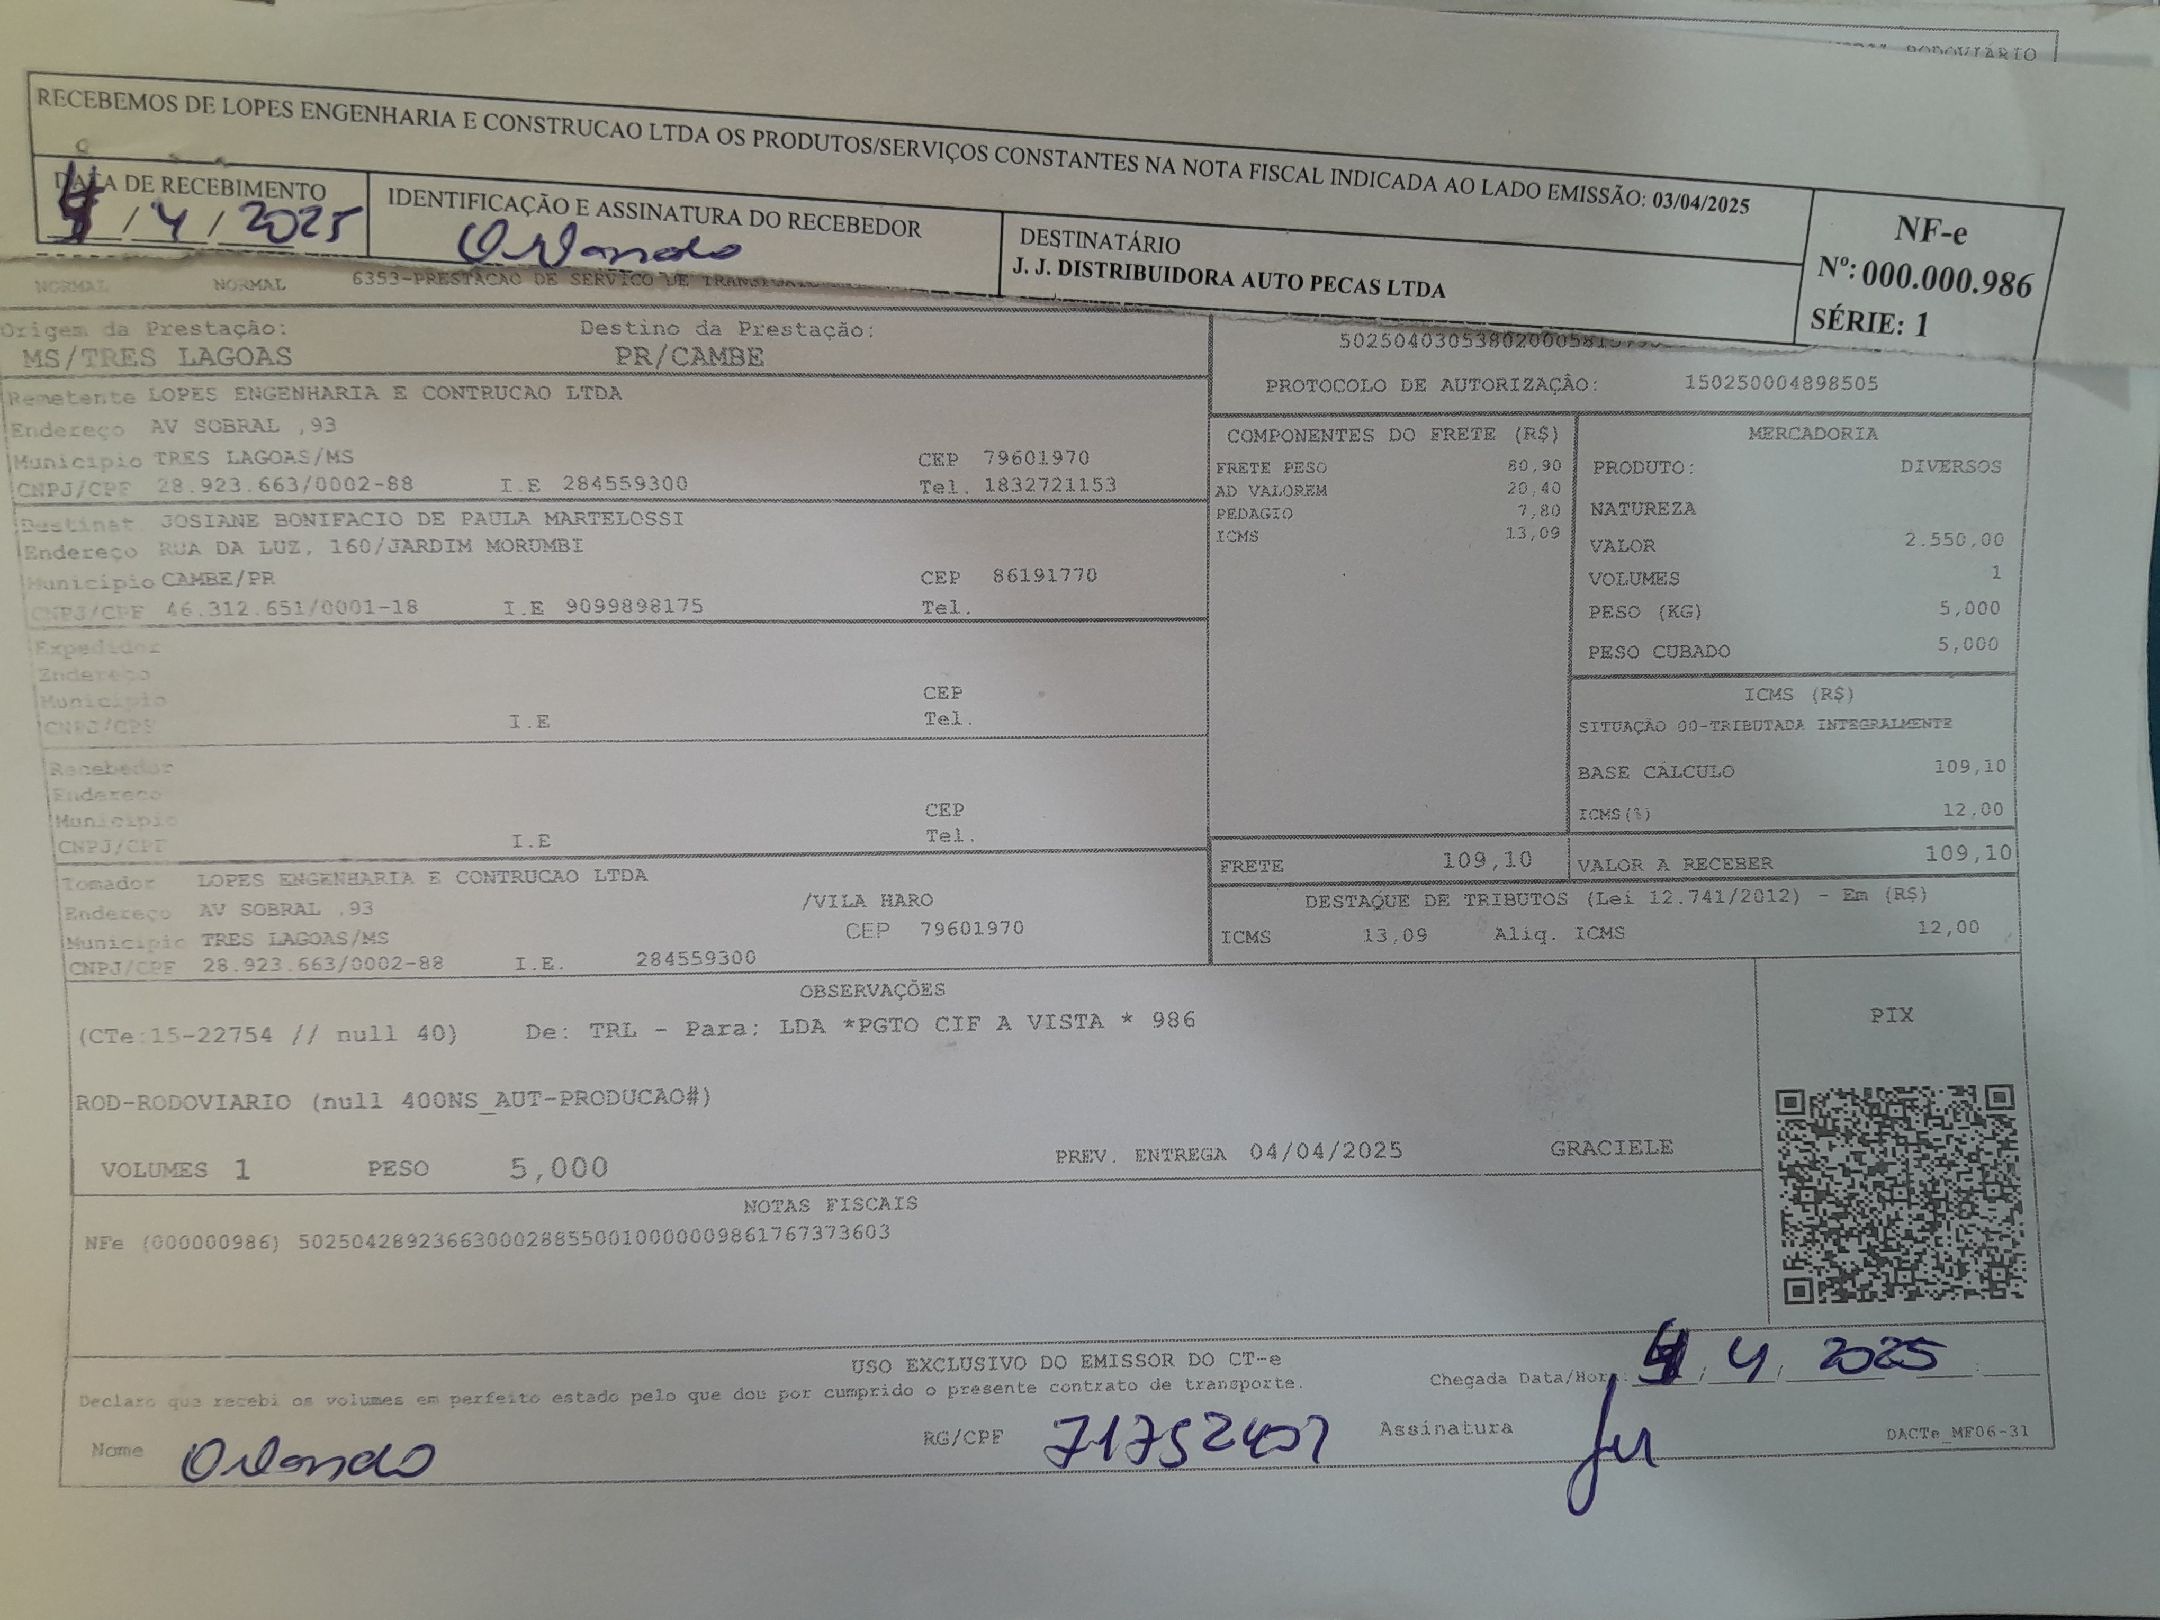 RODOVIÁRIO
RECEBEMOS DE LOPES ENGENHARIA E CONSTRUCAO LTDA OS PRODUTOS/SERVIÇOS CONSTANTES NA NOTA FISCAL INDICADA AO LADO EMISSÃO: 03/04/2025
DATA DE RECEBIMENTO
/ 4 / 2025
IDENTIFICAÇÃO E ASSINATURA DO RECEBEDOR
Orlando
DESTINATÁRIO
J. J. DISTRIBUIDORA AUTO PECAS LTDA
NF-e
Nº: 000.000.986
SÉRIE: 1
NORMAL NORMAL 6353-PRESTACAO DE SERVICO DE
Origem da Prestação: Destino da Prestação:
MS/TRES LAGOAS PR/CAMBE
Remetente LOPES ENGENHARIA E CONTRUCAO LTDA
Endereço AV SOBRAL ,93
Município TRES LAGOAS/MS CEP 79601970
CNPJ/CPF 28.923.663/0002-88 I.E 284559300 Tel. 1832721153
Destinat. JOSIANE BONIFACIO DE PAULA MARTELOSSI
Endereço RUA DA LUZ, 160/JARDIM MORUMBI
Município CAMBE/PR CEP 86191770
CNPJ/CPF 46.312.651/0001-18 I.E 9099898175 Tel.
Expedidor
Endereço
Município CEP
CNPJ/CPF I.E Tel.
Recebedor
Endereço
Município CEP
CNPJ/CPF I.E Tel.
Tomador LOPES ENGENHARIA E CONTRUCAO LTDA
Endereço AV SOBRAL ,93 /VILA HARO
Município TRES LAGOAS/MS CEP 79601970
CNPJ/CPF 28.923.663/0002-88 I.E. 284559300
PROTOCOLO DE AUTORIZAÇÃO: 150250004898505
COMPONENTES DO FRETE (R$)
FRETE PESO 80,90
AD VALOREM 20,40
PEDAGIO 7,80
ICMS 13,09
MERCADORIA
PRODUTO: DIVERSOS
NATUREZA
VALOR 2.550,00
VOLUMES 1
PESO (KG) 5,000
PESO CUBADO 5,000
ICMS (R$)
SITUAÇÃO 00-TRIBUTADA INTEGRALMENTE
BASE CÁLCULO 109,10
ICMS(%) 12,00
FRETE 109,10 VALOR A RECEBER 109,10
DESTAQUE DE TRIBUTOS (Lei 12.741/2012) - Em (R$)
ICMS 13,09 Aliq. ICMS 12,00
OBSERVAÇÕES
(CTe:15-22754 // null 40) De: TRL - Para: LDA *PGTO CIF A VISTA * 986
ROD-RODOVIARIO (null 400NS_AUT-PRODUCAO#)
VOLUMES 1 PESO 5,000 PREV. ENTREGA 04/04/2025 GRACIELE
PIX
NOTAS FISCAIS
NFe (000000986) 50250428923663000288550010000009861767373603
USO EXCLUSIVO DO EMISSOR DO CT-e
Declaro que recebi os volumes em perfeito estado pelo que dou por cumprido o presente contrato de transporte.
Chegada Data/Hora: / 4 / 2025 :
Nome Orlando RG/CPF Assinatura DACTe_MF06-31